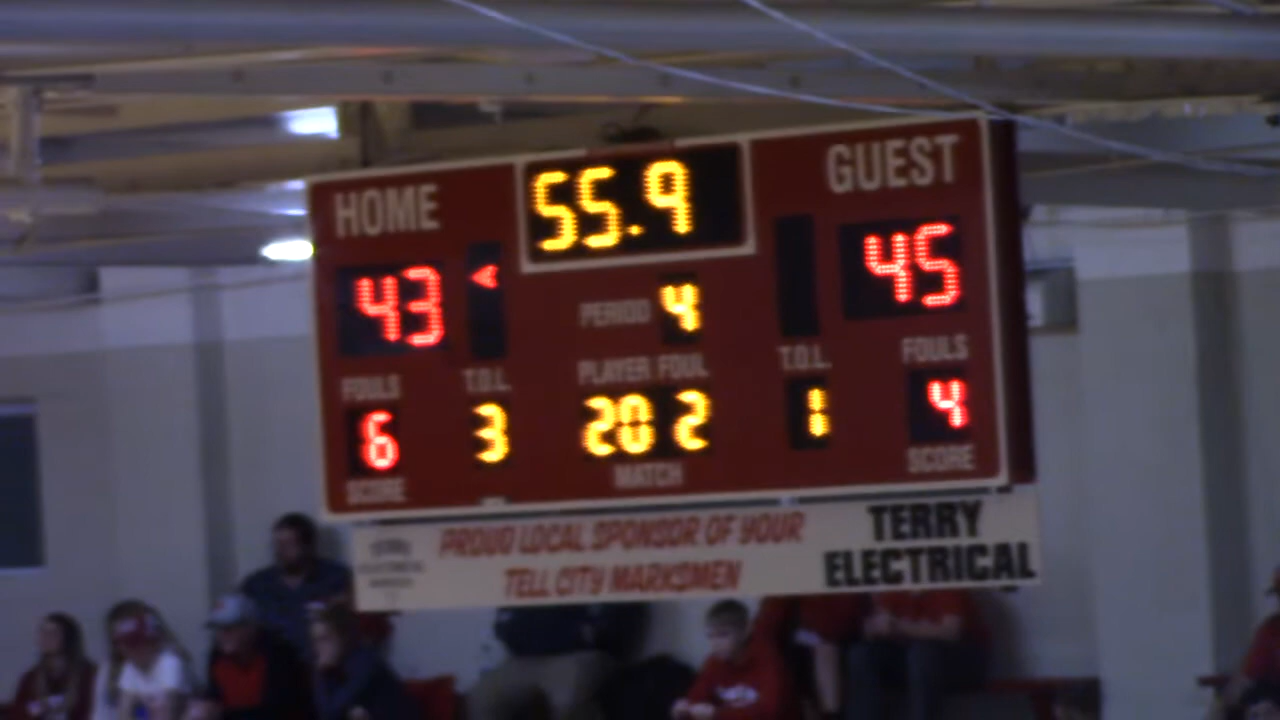 HOME 55.9 GUEST
43 45
PERIOD 4
FOULS T.O.L. PLAYER FOUL T.O.L. FOULS
6 3 20 2 1 4
SCORE MATCH SCORE
PROUD LOCAL SPONSOR OF YOUR
TELL CITY MARKSMEN
TERRY
ELECTRICAL